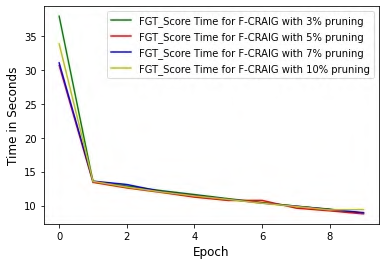 FGT_Score Time for F-CRAIG with 3% pruning
FGT_Score Time for F-CRAIG with 5% pruning
FGT_Score Time for F-CRAIG with 7% pruning
FGT_Score Time for F-CRAIG with 10% pruning
Time in Seconds
35
30
25
20
15
10
0
2
4
6
8
Epoch